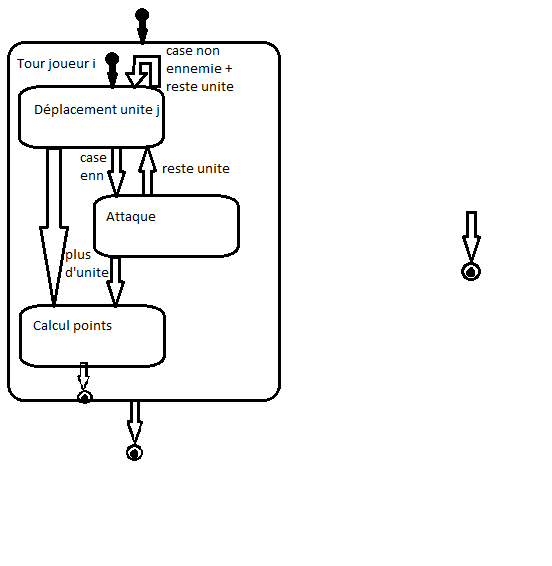 case non
ennemie +
reste unite
Tour joueur i
Déplacement unite j
case
enn
reste unite
Attaque
plus
d'unite
Calcul points